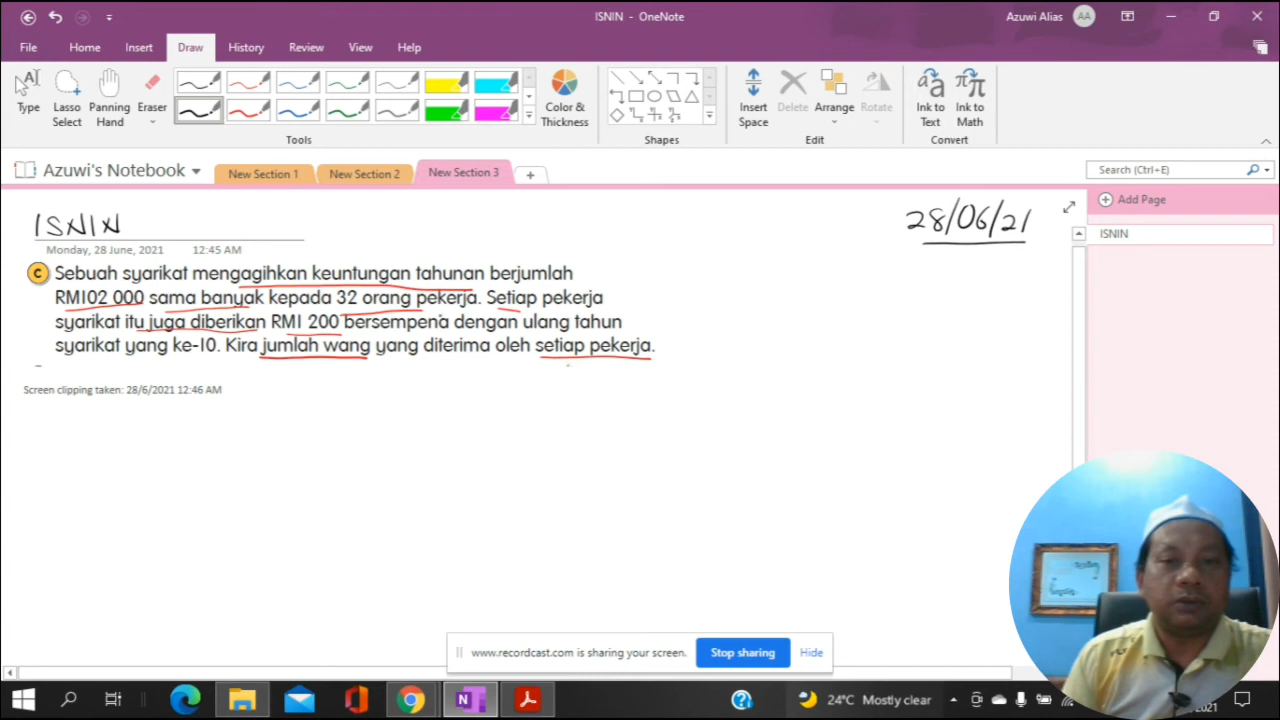 ISNIN - OneNote
Azuwi Alias AA
File Home Insert Draw History Review View Help
Type Lasso Select Panning Hand Eraser Color & Thickness Insert Space Delete Arrange Rotate Ink to Text Ink to Math
Tools Shapes Edit Convert
Azuwi's Notebook New Section 1 New Section 2 New Section 3 + Search (Ctrl+E)
Add Page
ISNIN
ISNIN 28/06/21
Monday, 28 June, 2021 12:45 AM
C Sebuah syarikat mengagihkan keuntungan tahunan berjumlah
RM102 000 sama banyak kepada 32 orang pekerja. Setiap pekerja
syarikat itu juga diberikan RM1 200 bersempena dengan ulang tahun
syarikat yang ke-10. Kira jumlah wang yang diterima oleh setiap pekerja.
Screen clipping taken: 28/6/2021 12:46 AM
www.recordcast.com is sharing your screen. Stop sharing Hide
24°C Mostly clear
2021